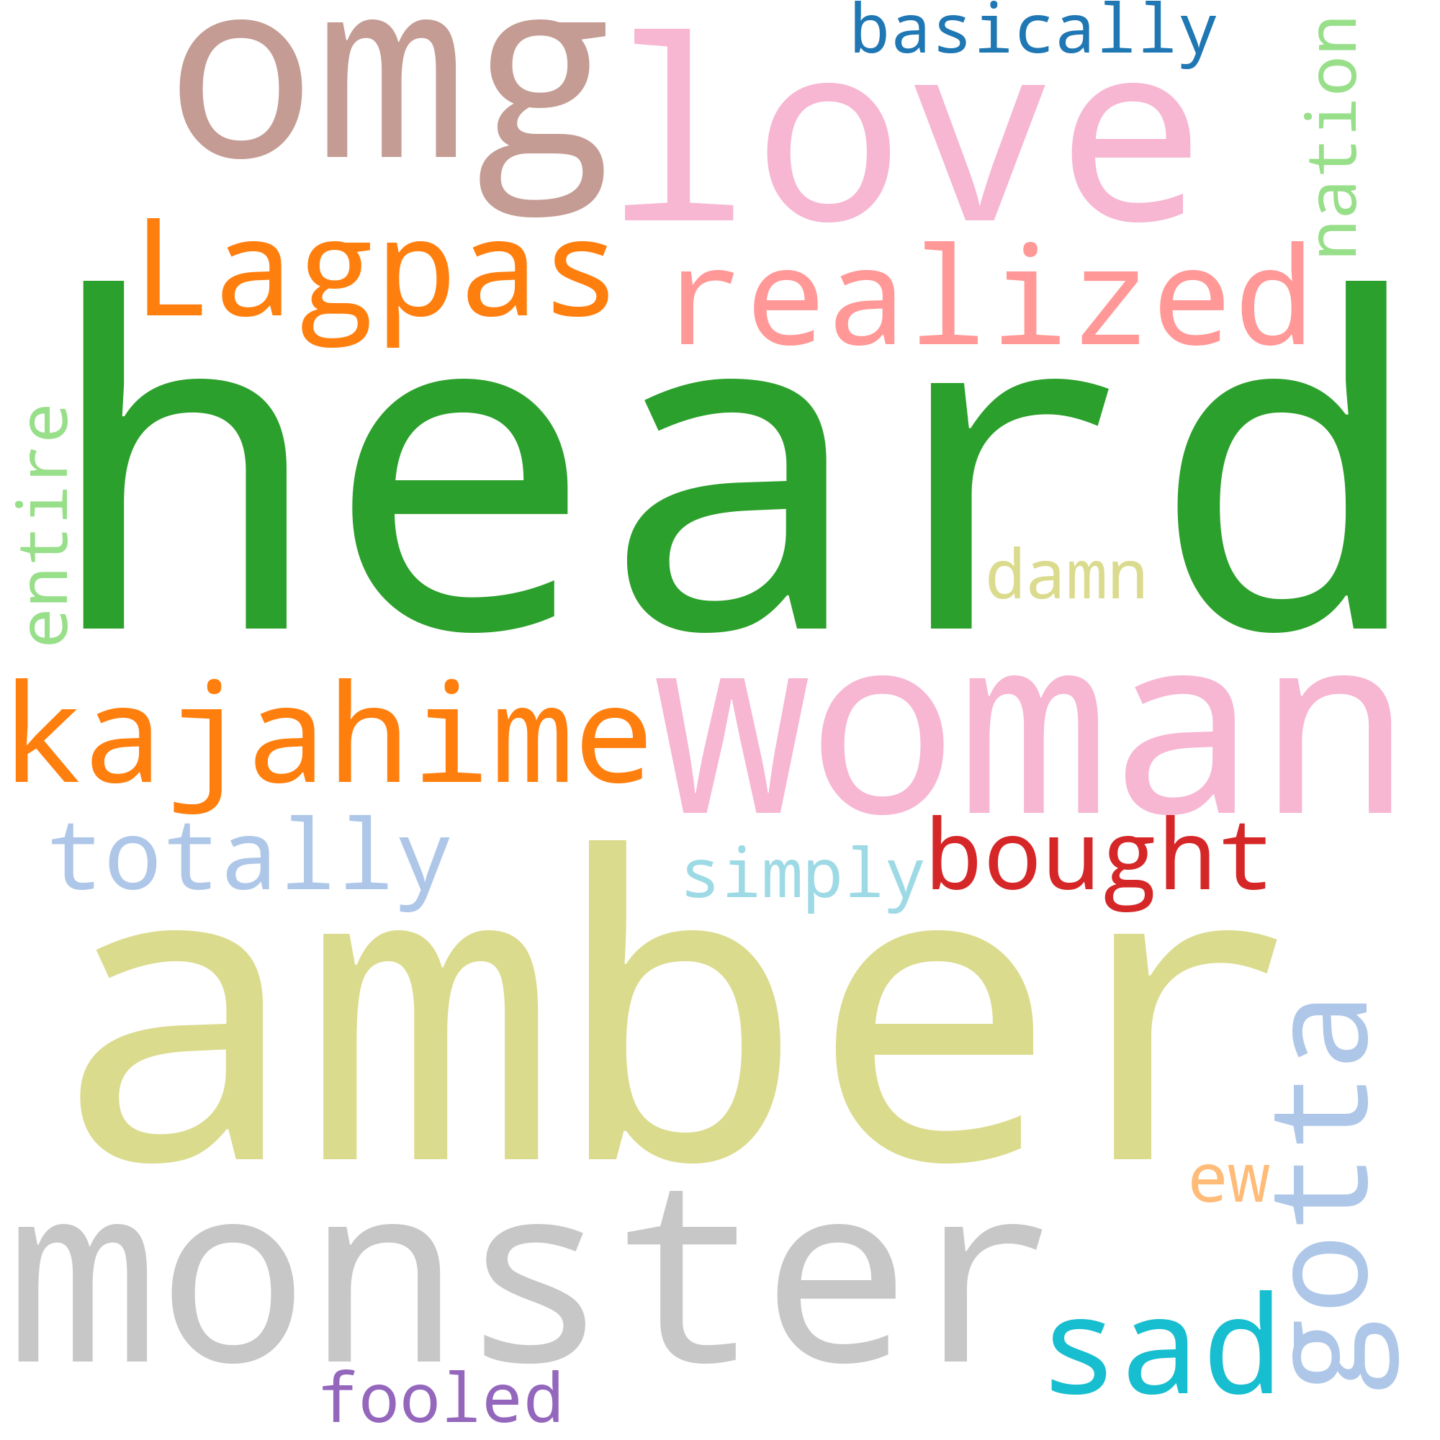 omg
love
basically
nation
Lagpas
realized
heard
entire
damn
kajahime
woman
totally
simply
bought
amber
gotta
ew
monster
sad
fooled